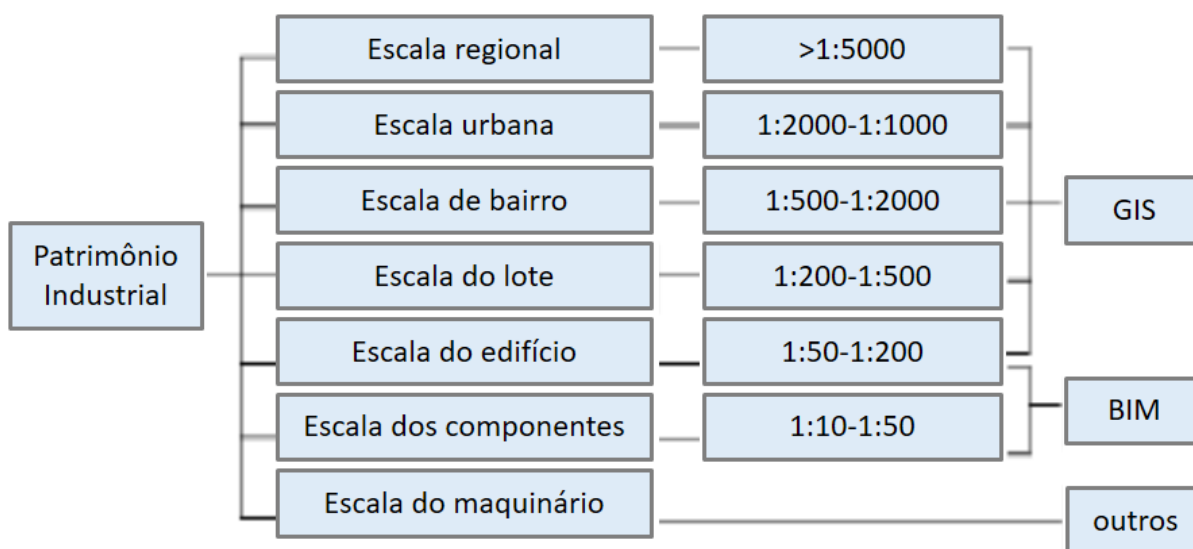 Escala regional
>1:5000
Escala urbana
1:2000-1:1000
Escala de bairro
1:500-1:2000
GIS
Patrimônio
Industrial
Escala do lote
1:200-1:500
Escala do edifício
1:50-1:200
BIM
Escala dos componentes
1:10-1:50
Escala do maquinário
outros